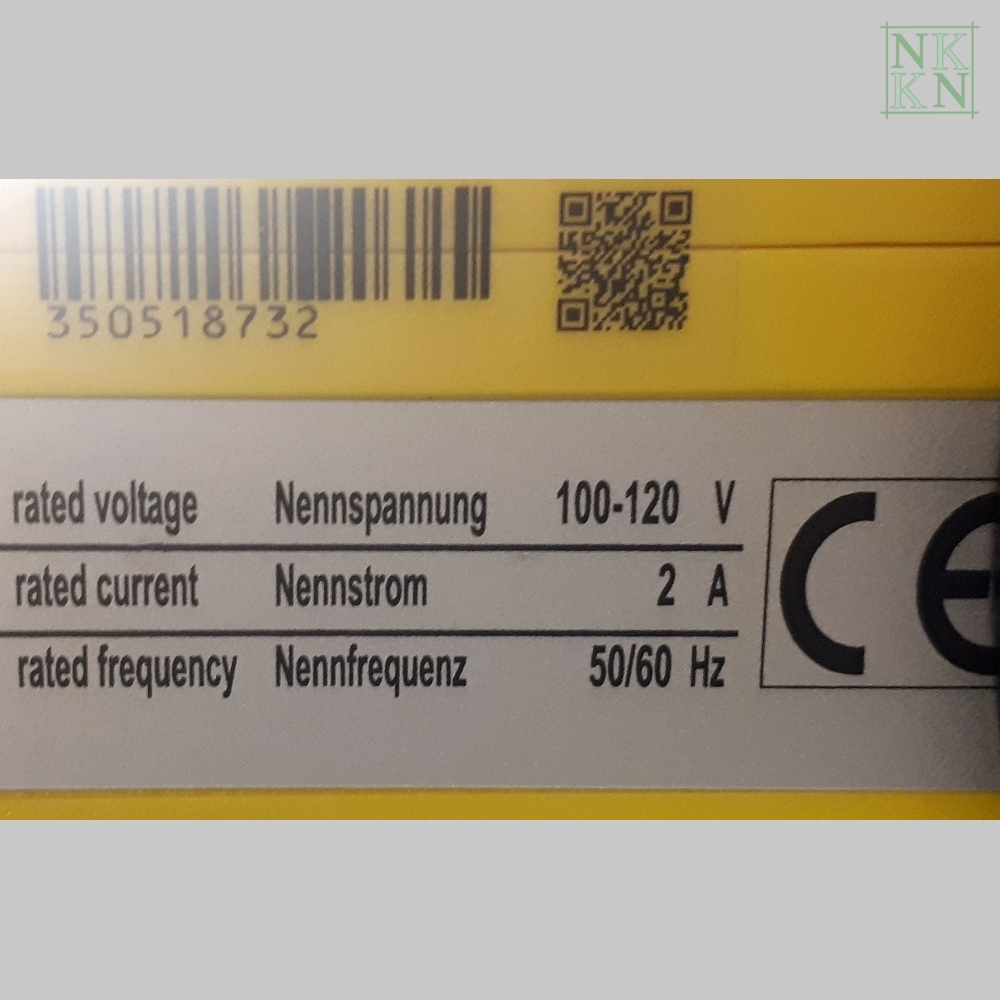 NK
KN
350518732
rated voltage Nennspannung 100-120 V
rated current Nennstrom 2 A
rated frequency Nennfrequenz 50/60 Hz
CE